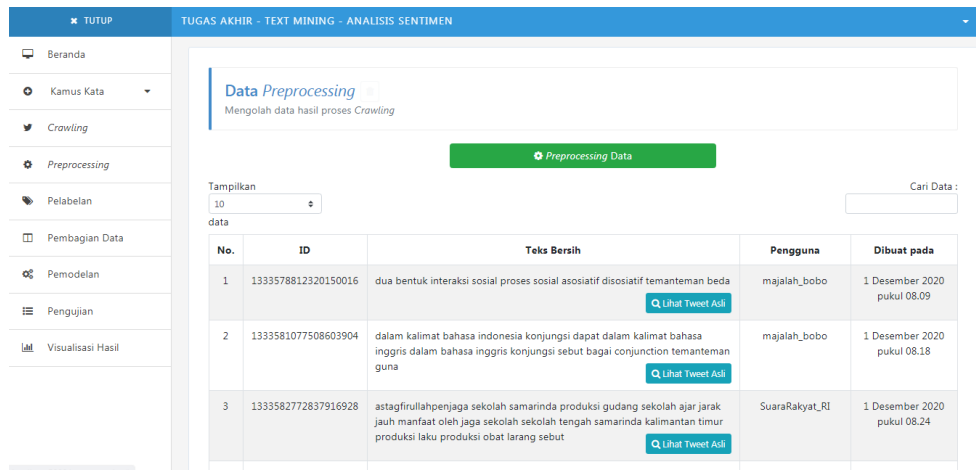 ✖ TUTUP
TUGAS AKHIR - TEXT MINING - ANALISIS SENTIMEN
Beranda
Kamus Kata
Crawling
Preprocessing
Pelabelan
Pembagian Data
Pemodelan
Pengujian
Visualisasi Hasil
Data Preprocessing
Mengolah data hasil proses Crawling
Preprocessing Data
Tampilkan
10
data
Cari Data :
No. ID Teks Bersih Pengguna Dibuat pada
1 1333578812320150016 dua bentuk interaksi sosial proses sosial asosiatif disosiatif temanteman beda majalah_bobo 1 Desember 2020
pukul 08.09
Lihat Tweet Asli
2 1333581077508603904 dalam kalimat bahasa indonesia konjungsi dapat dalam kalimat bahasa majalah_bobo 1 Desember 2020
inggris dalam bahasa inggris konjungsi sebut bagai conjunction temanteman pukul 08.18
guna
Lihat Tweet Asli
3 1333582772837916928 astagfirullahpenjaga sekolah samarinda produksi gudang sekolah ajar jarak SuaraRakyat_RI 1 Desember 2020
jauh manfaat oleh jaga sekolah sekolah tengah samarinda kalimantan timur pukul 08.24
produksi laku produksi obat larang sebut
Lihat Tweet Asli